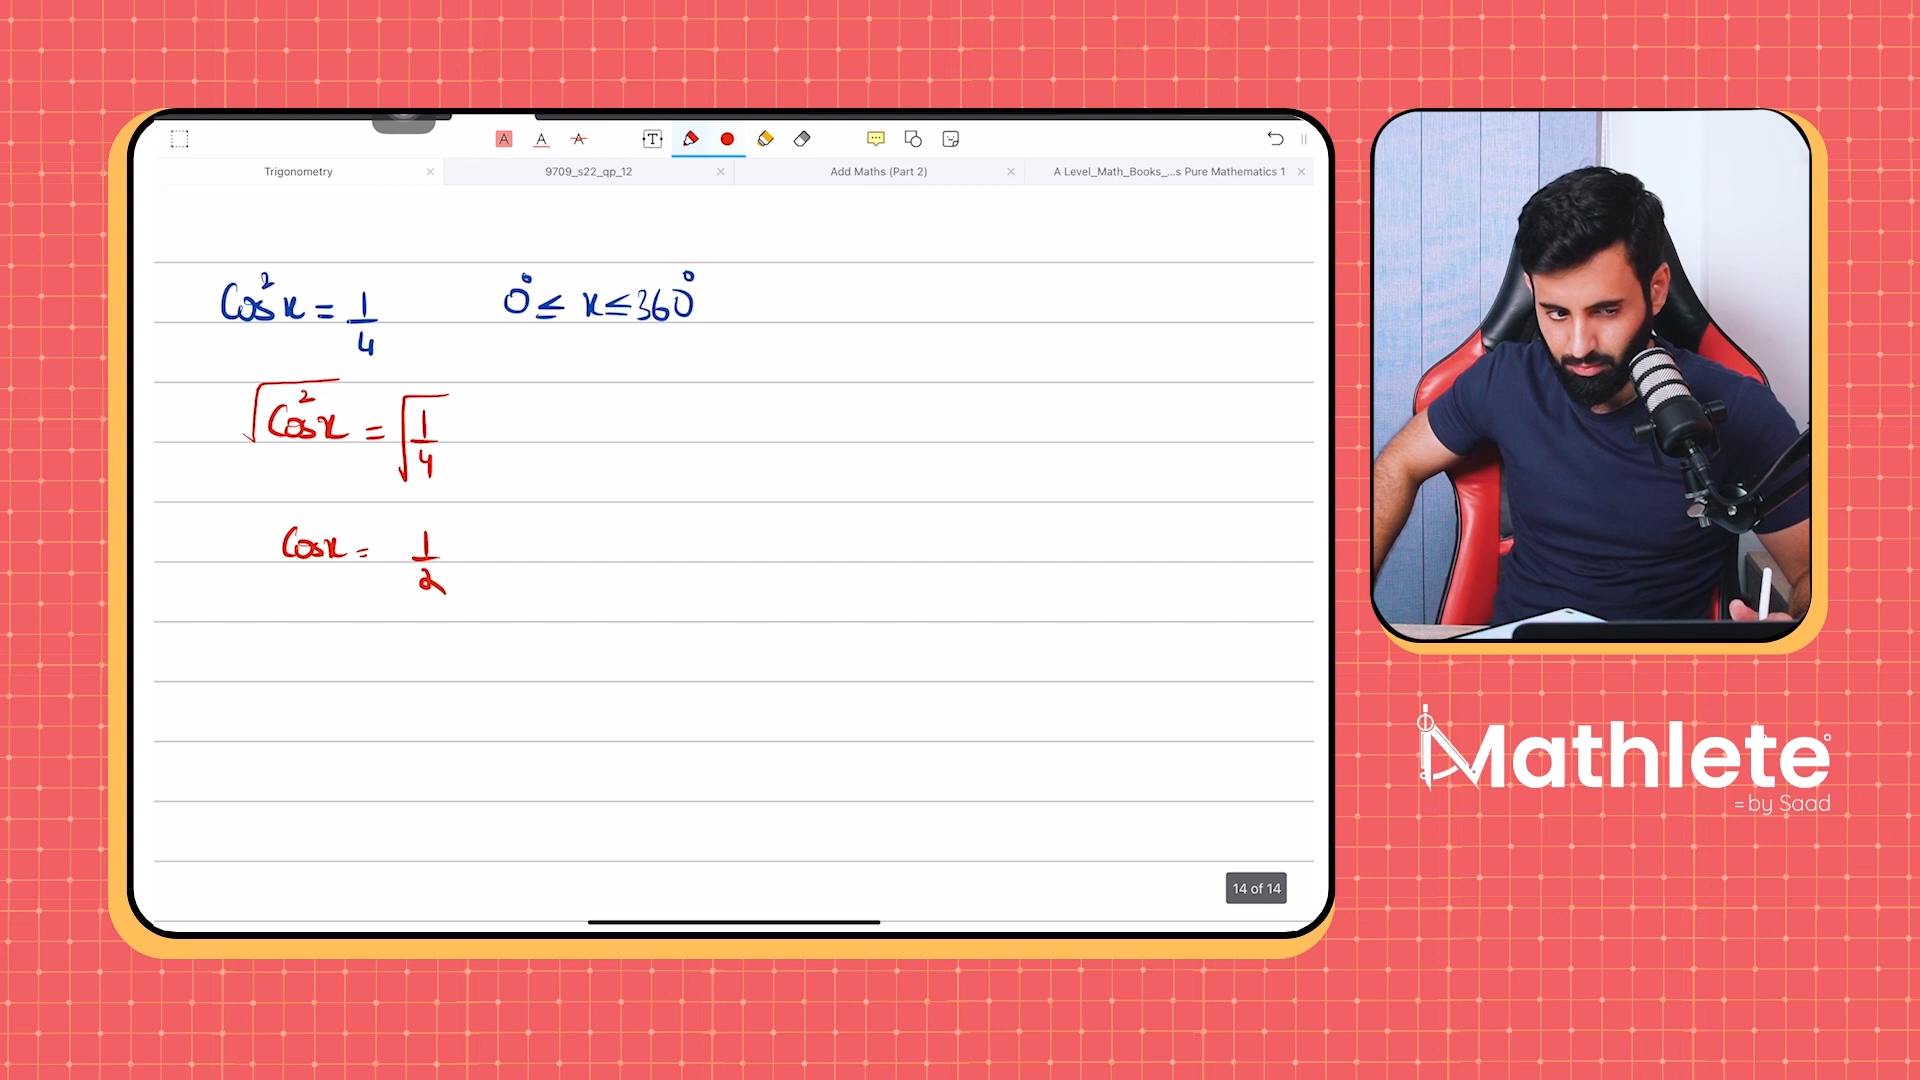 A A A T
Trigonometry 9709_s22_qp_12 Add Maths (Part 2) A Level_Math_Books_...s Pure Mathematics 1
Cos²x = 1/4 0° ≤ x ≤ 360°
√Cos²x = √1/4
Cosx = 1/2
14 of 14
Mathlete
=by Saad